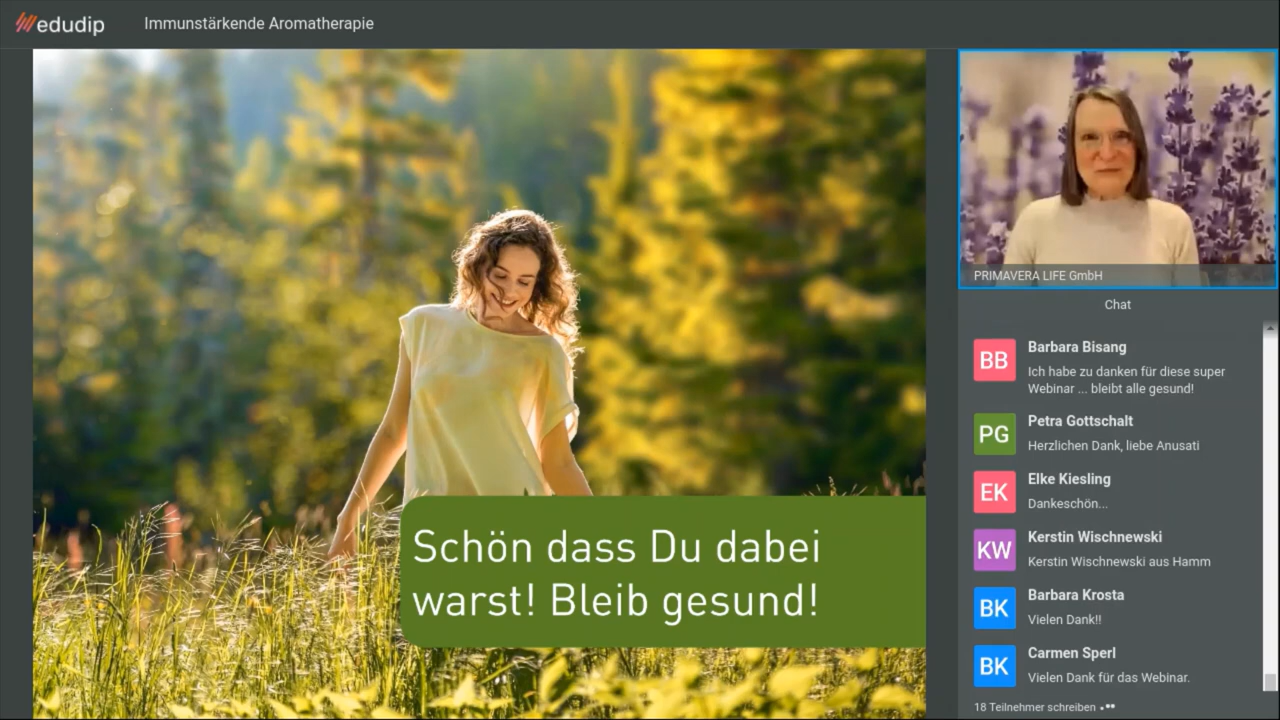 edudip
Immunstärkende Aromatherapie
Schön dass Du dabei
warst! Bleib gesund!
PRIMAVERA LIFE GmbH
Chat
BB
Barbara Bisang
Ich habe zu danken für diese super
Webinar ... bleibt alle gesund!
PG
Petra Gottschalt
Herzlichen Dank, liebe Anusati
EK
Elke Kiesling
Dankeschön...
KW
Kerstin Wischnewski
Kerstin Wischnewski aus Hamm
BK
Barbara Krosta
Vielen Dank!!
BK
Carmen Sperl
Vielen Dank für das Webinar.
18 Teilnehmer schreiben